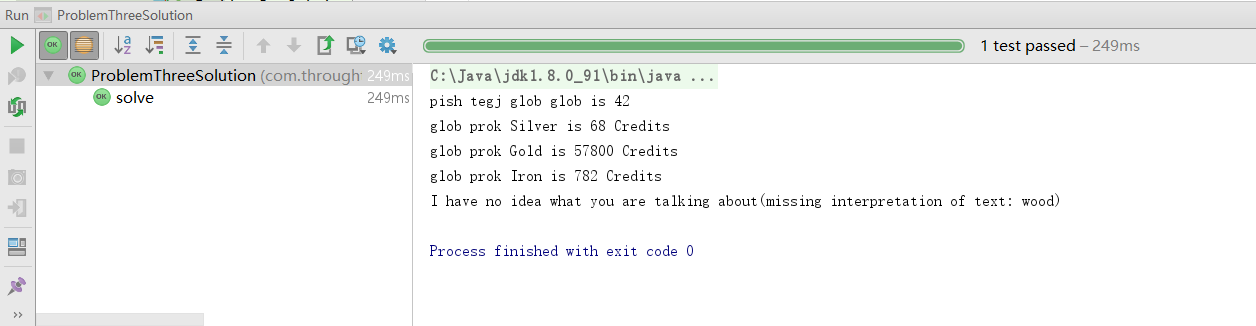 Run ProblemThreeSolution
1 test passed – 249ms
ProblemThreeSolution (com.through 249ms
solve 249ms
C:\Java\jdk1.8.0_91\bin\java ...
pish tegj glob glob is 42
glob prok Silver is 68 Credits
glob prok Gold is 57800 Credits
glob prok Iron is 782 Credits
I have no idea what you are talking about(missing interpretation of text: wood)
Process finished with exit code 0